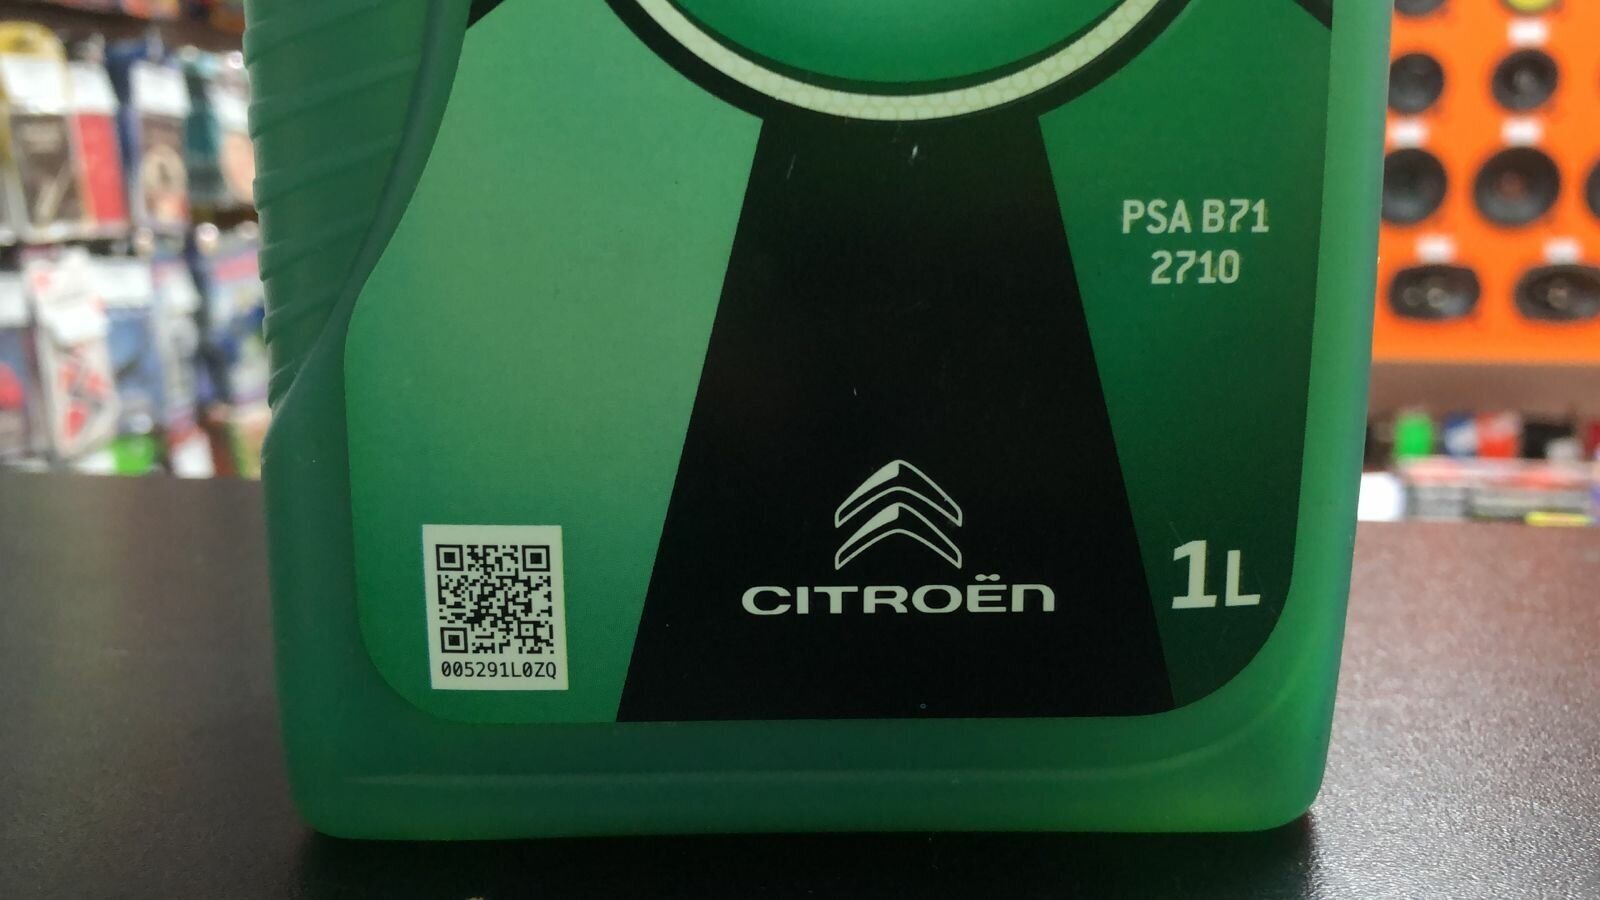 PSA B71
2710
CITROËN
1L
005291L0ZQ